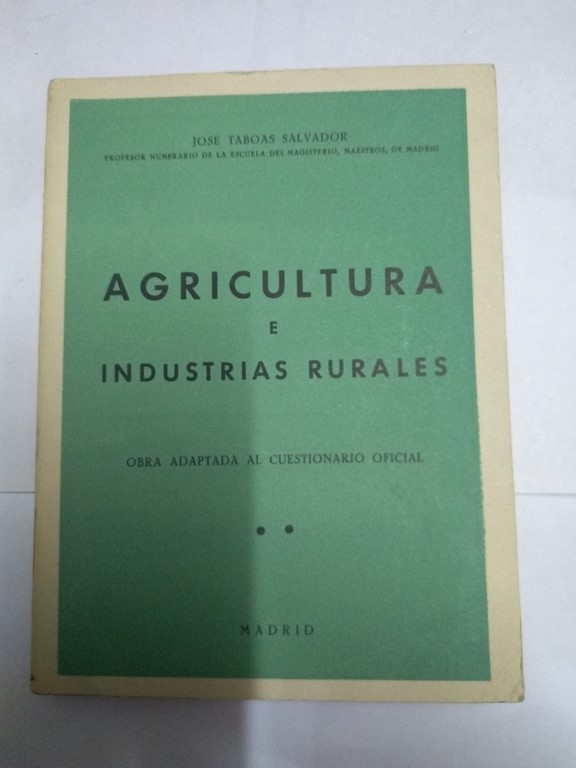 JOSE TABOAS SALVADOR
PROFESOR NUMERARIO DE LA ESCUELA DEL MAGISTERIO, MAESTROS, DE MADRID
AGRICULTURA
E
INDUSTRIAS RURALES
OBRA ADAPTADA AL CUESTIONARIO OFICIAL
MADRID